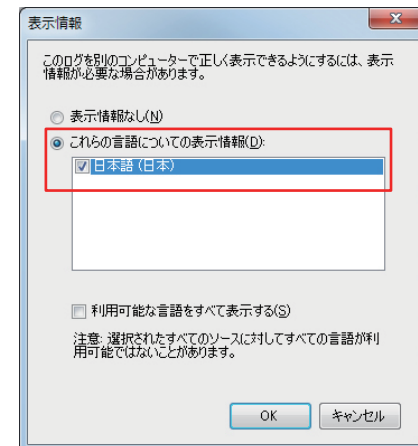 表示情報
このログを別のコンピューターで正しく表示できるようにするには、表示
情報が必要な場合があります。
表示情報なし(N)
これらの言語についての表示情報(D):
日本語 (日本)
利用可能な言語をすべて表示する(S)
注意: 選択されたすべてのソースに対してすべての言語が利
用可能ではないことがあります。
OK キャンセル